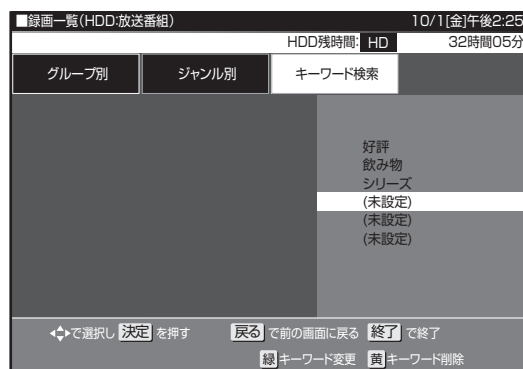 ■録画一覧(HDD:放送番組) 10/1[金]午後2:25
HDD残時間: HD 32時間05分
グループ別 ジャンル別 キーワード検索
好評
飲み物
シリーズ
(未設定)
(未設定)
(未設定)
で選択し 決定 を押す 戻る で前の画面に戻る 終了 で終了
緑 キーワード変更 黄 キーワード削除